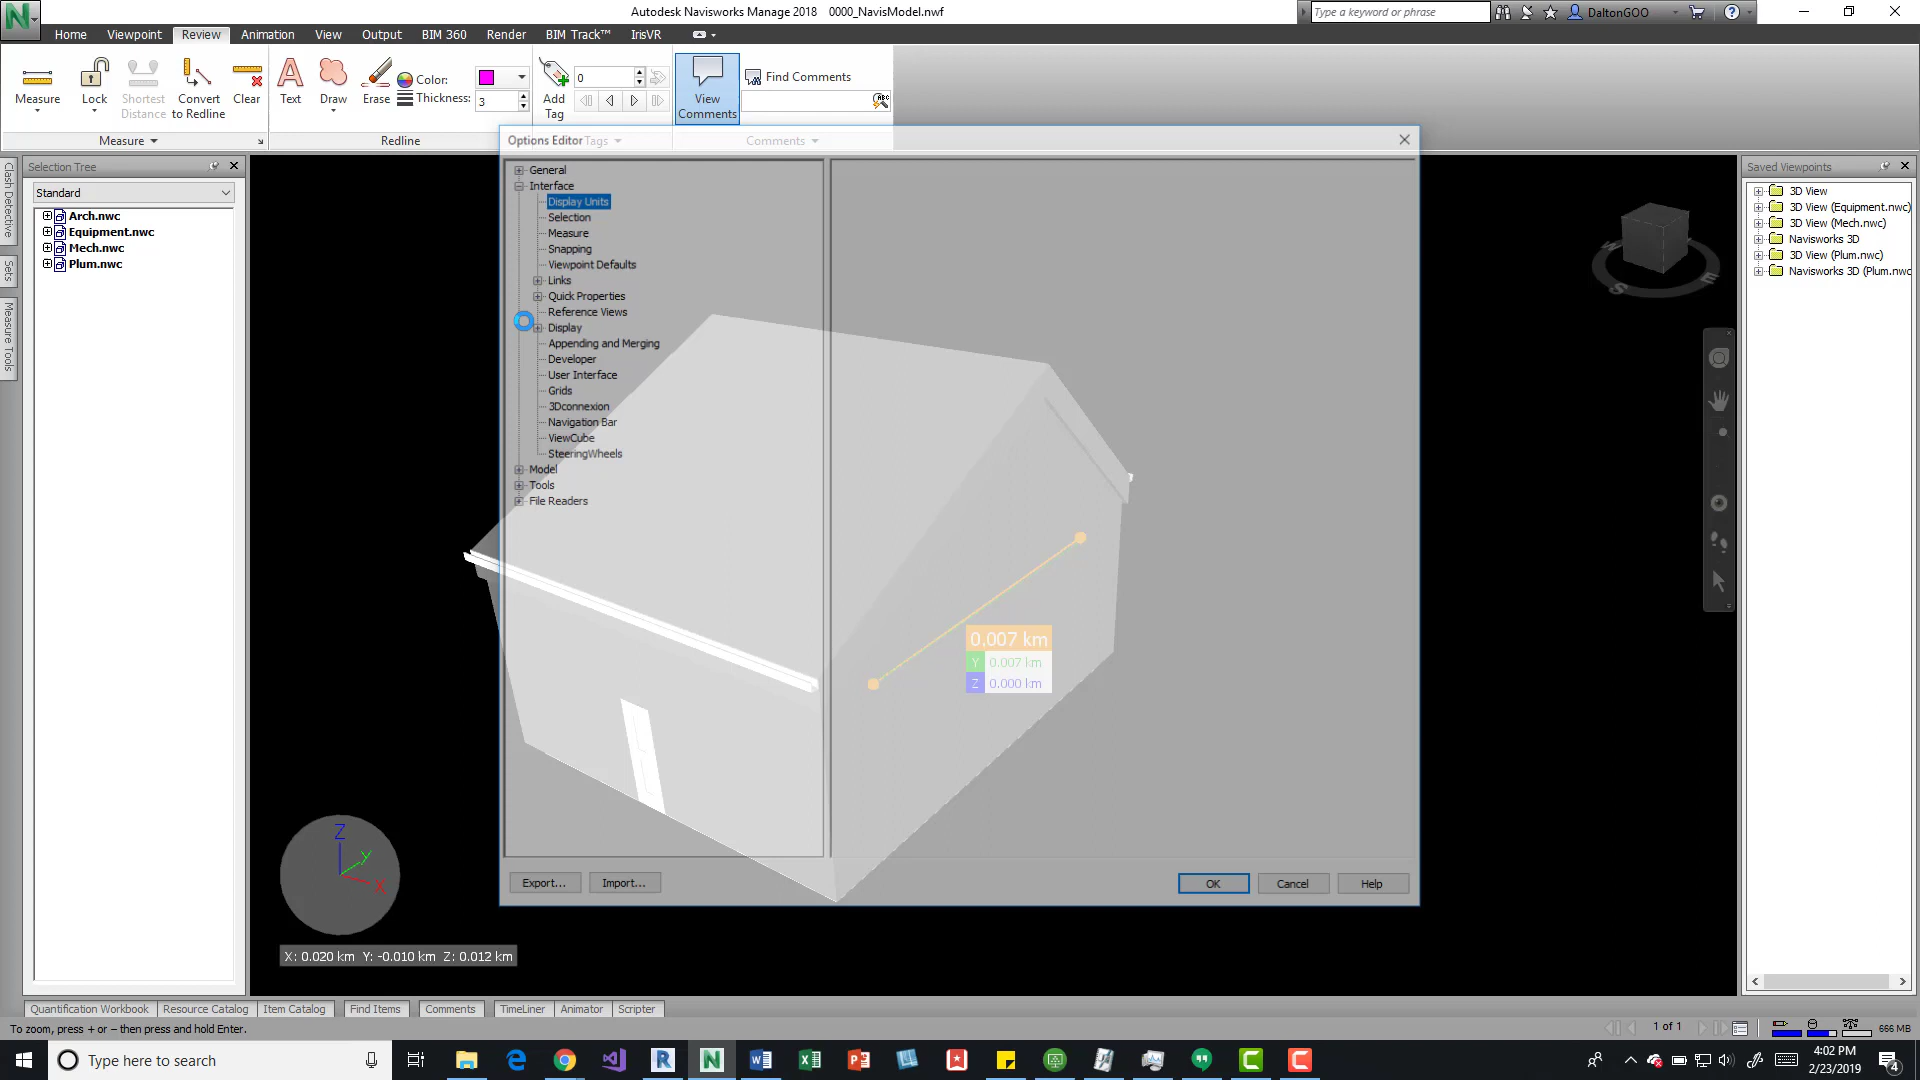 Autodesk Navisworks Manage 2018 0000_NavisModel.nwf
Type a keyword or phrase
DaltonGOO
Home Viewpoint Review Animation View Output BIM 360 Render BIM Track™ IrisVR
Measure
Lock
Shortest
Distance
Convert
to Redline
Clear
Text
Draw
Erase
Color:
Thickness: 3
Add
Tag
0
View
Comments
Find Comments
Measure
Redline
Tags
Comments
Options Editor
Clash Detective
Sets
Measure Tools
Selection Tree
Standard
Arch.nwc
Equipment.nwc
Mech.nwc
Plum.nwc
General
Interface
Display Units
Selection
Measure
Snapping
Viewpoint Defaults
Links
Quick Properties
Reference Views
Display
Appending and Merging
Developer
User Interface
Grids
3Dconnexion
Navigation Bar
ViewCube
SteeringWheels
Model
Tools
File Readers
0.007 km
Y 0.007 km
Z 0.000 km
Export...
Import...
OK
Cancel
Help
Saved Viewpoints
3D View
3D View (Equipment.nwc)
3D View (Mech.nwc)
Navisworks 3D
3D View (Plum.nwc)
Navisworks 3D (Plum.nwc
W
S
E
Z
Y
X
X: 0.020 km Y: -0.010 km Z: 0.012 km
Quantification Workbook Resource Catalog Item Catalog Find Items Comments TimeLiner Animator Scripter
To zoom, press + or – then press and hold Enter.
1 of 1
666 MB
Type here to search
4:02 PM
2/23/2019
4